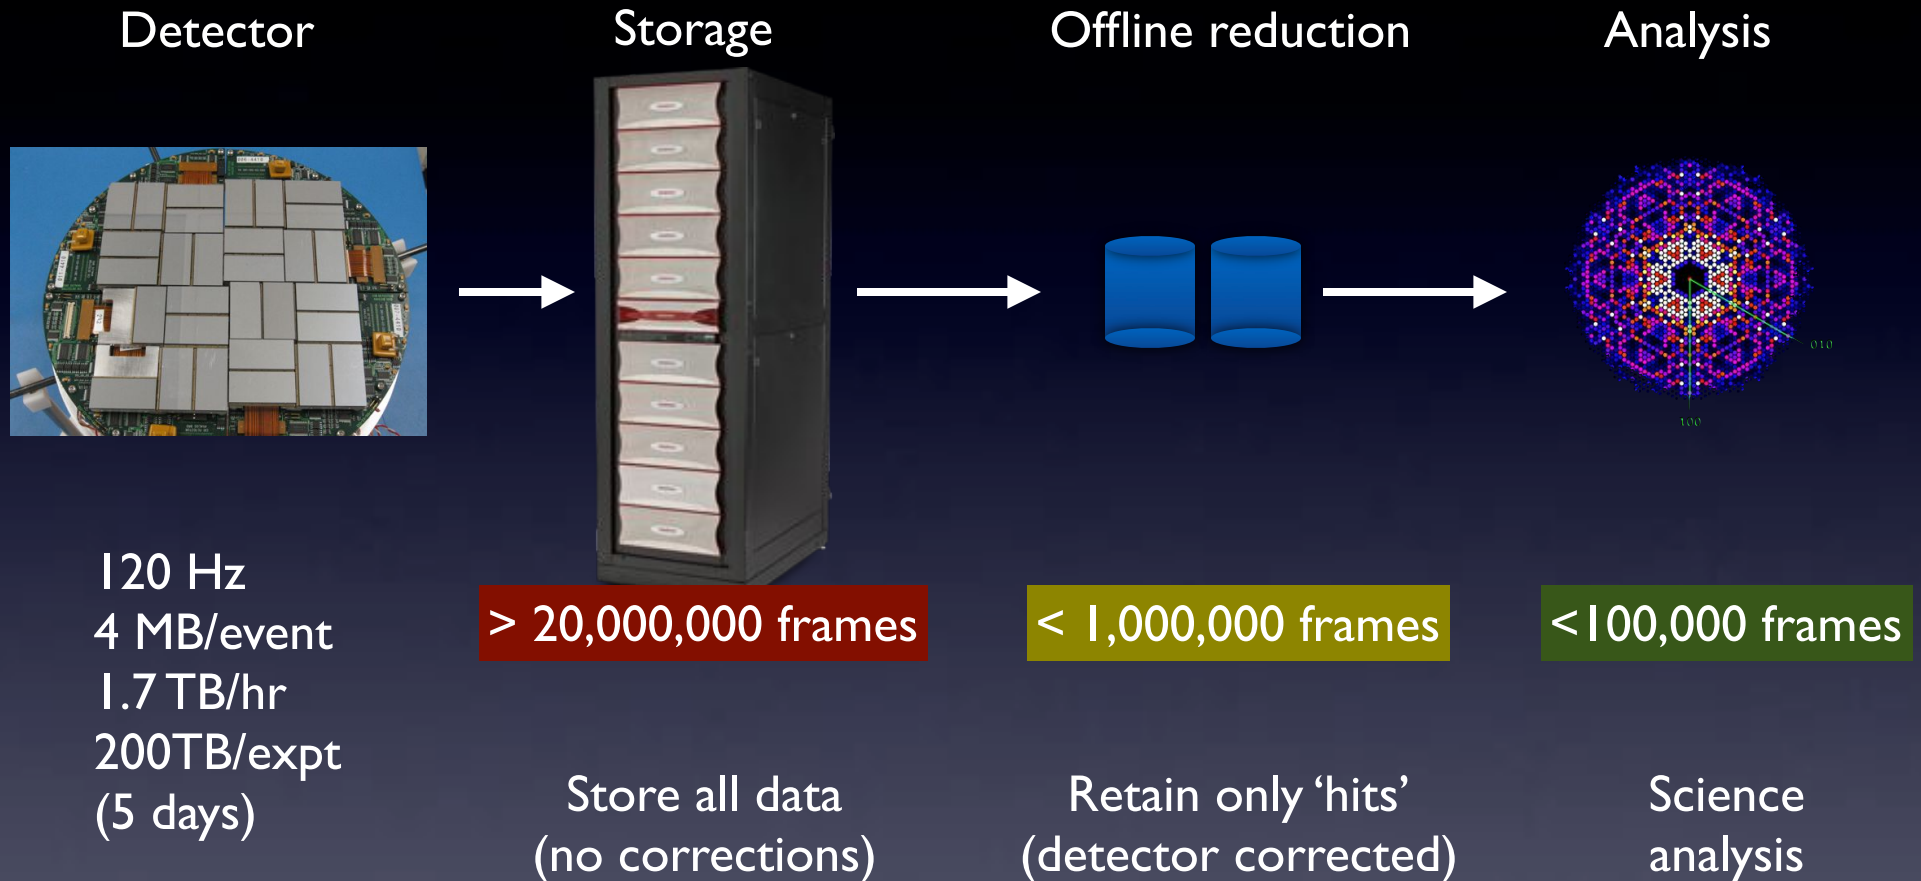 Detector
Storage
Offline reduction
Analysis
010
100
120 Hz
4 MB/event
1.7 TB/hr
200TB/expt
(5 days)
> 20,000,000 frames
< 1,000,000 frames
<100,000 frames
Store all data
(no corrections)
Retain only ‘hits’
(detector corrected)
Science
analysis